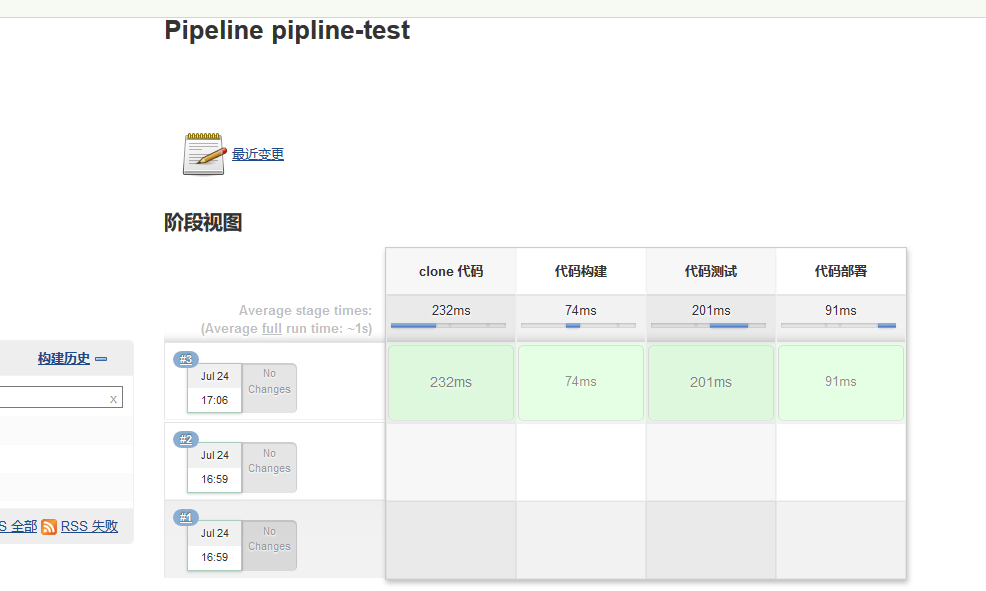 Pipeline pipline-test
最近变更
阶段视图
clone 代码 代码构建 代码测试 代码部署
Average stage times: 232ms 74ms 201ms 91ms
(Average full run time: ~1s)
构建历史
x
S 全部 RSS 失败
#3
Jul 24 No
17:06 Changes
232ms 74ms 201ms 91ms
#2
Jul 24 No
16:59 Changes
#1
Jul 24 No
16:59 Changes